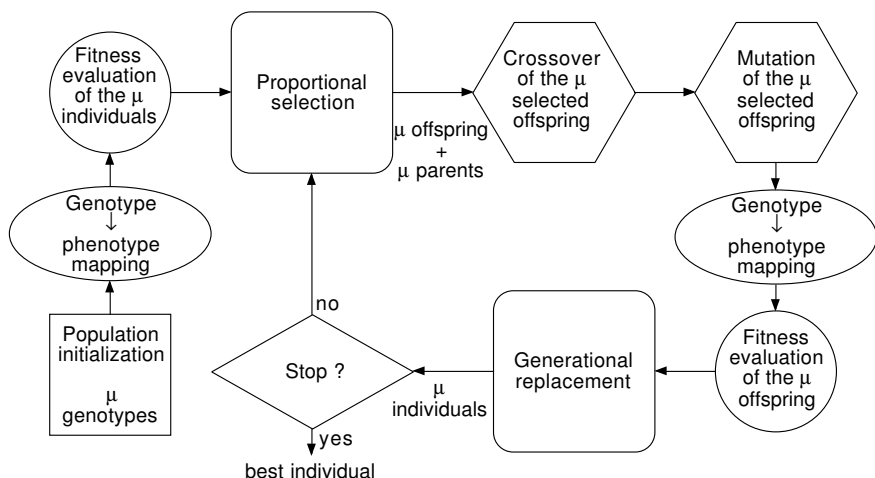 Fitness
evaluation
of the μ
individuals
Proportional
selection
μ offspring
+
μ parents
Crossover
of the μ
selected
offspring
Mutation
of the μ
selected
offspring
Genotype
↓
phenotype
mapping
Population
initialization
μ
genotypes
Genotype
↓
phenotype
mapping
Fitness
evaluation
of the μ
offspring
Generational
replacement
μ
individuals
Stop ?
no
yes
best individual